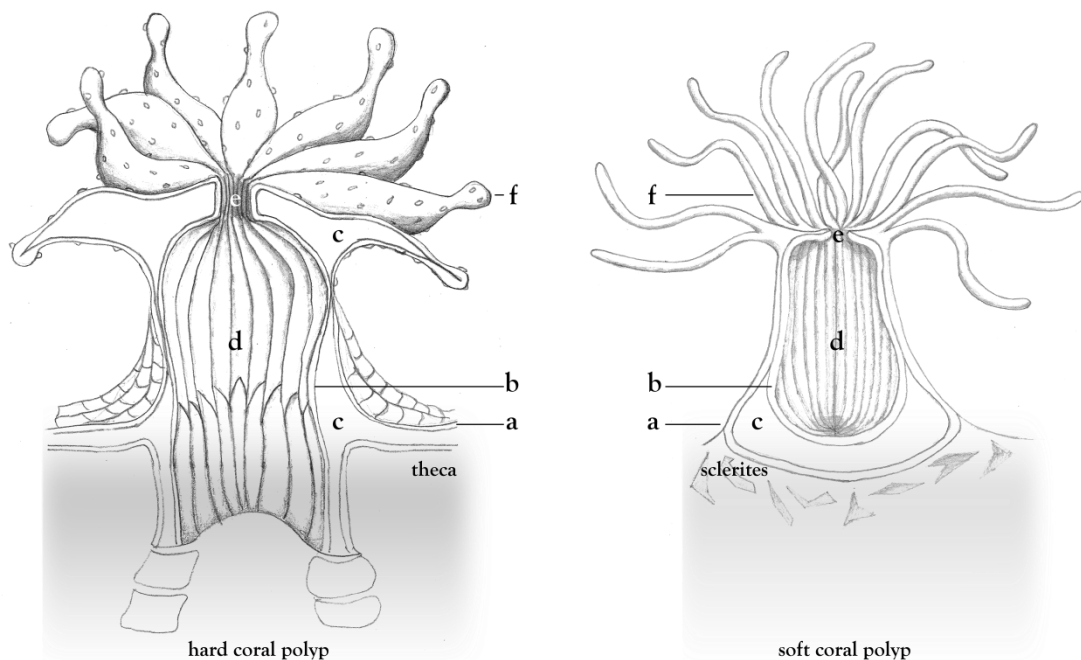 e
f
c
d
b
c
a
theca
hard coral polyp
f
e
d
b
a
c
sclerites
soft coral polyp